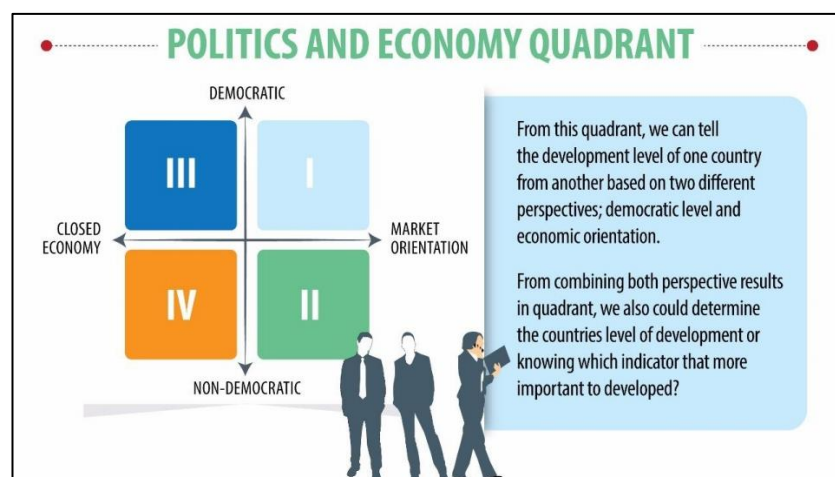 POLITICS AND ECONOMY QUADRANT
DEMOCRATIC
III
I
CLOSED
ECONOMY
MARKET
ORIENTATION
IV
II
NON-DEMOCRATIC
From this quadrant, we can tell
the development level of one country
from another based on two different
perspectives; democratic level and
economic orientation.
From combining both perspective results
in quadrant, we also could determine
the countries level of development or
knowing which indicator that more
important to developed?